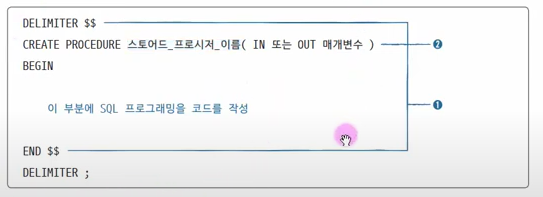 DELIMITER $$
CREATE PROCEDURE 스토어드_프로시저_이름( IN 또는 OUT 매개변수 ) ❷
BEGIN
이 부분에 SQL 프로그래밍을 코드를 작성 ❶
END $$
DELIMITER ;